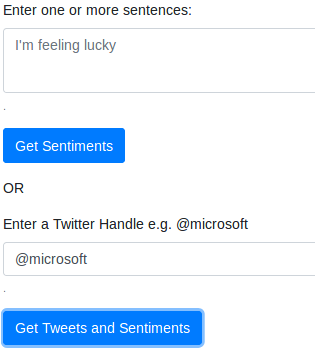 Enter one or more sentences:
I'm feeling lucky
.
Get Sentiments
OR
Enter a Twitter Handle e.g. @microsoft
@microsoft
.
Get Tweets and Sentiments